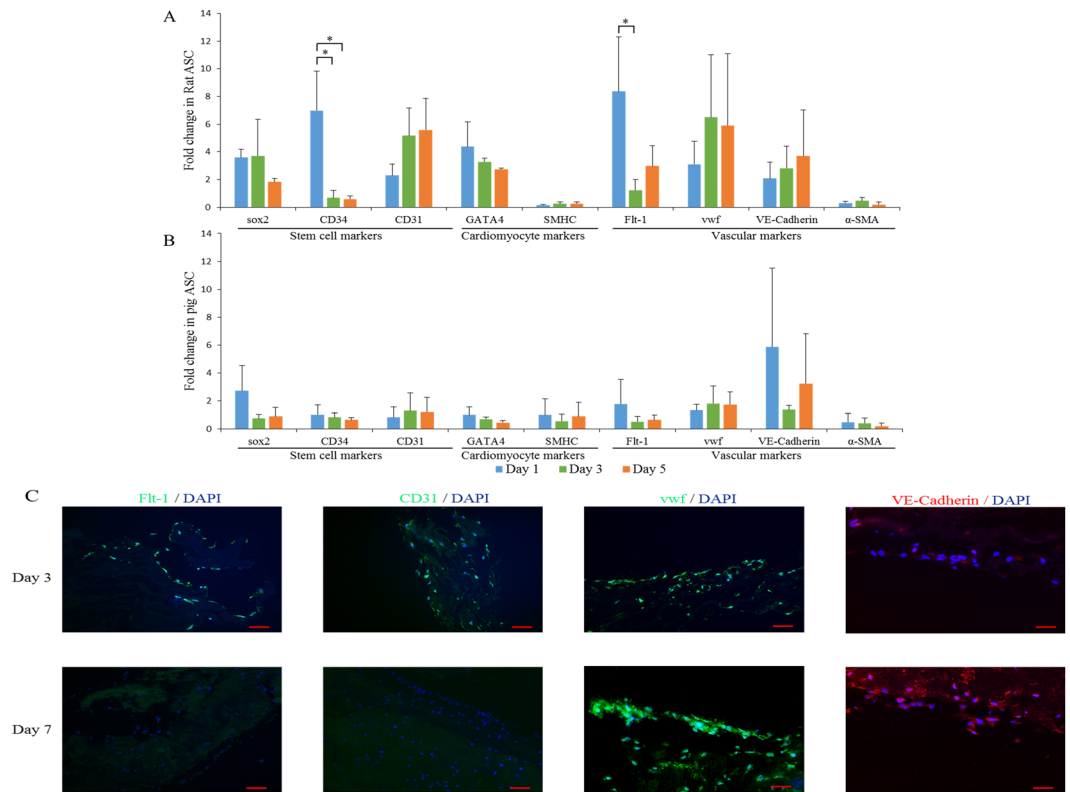 A
Fold change in Rat ASC
14
12
10
8
6
4
2
0
* * *
sox2 CD34 CD31 GATA4 SMHC Flt-1 vwf VE-Cadherin α-SMA
Stem cell markers Cardiomyocyte markers Vascular markers
B
Fold change in pig ASC
14
12
10
8
6
4
2
0
sox2 CD34 CD31 GATA4 SMHC Flt-1 vwf VE-Cadherin α-SMA
Stem cell markers Cardiomyocyte markers Vascular markers
Day 1 Day 3 Day 5
C
Flt-1 / DAPI CD31 / DAPI vwf / DAPI VE-Cadherin / DAPI
Day 3
Day 7